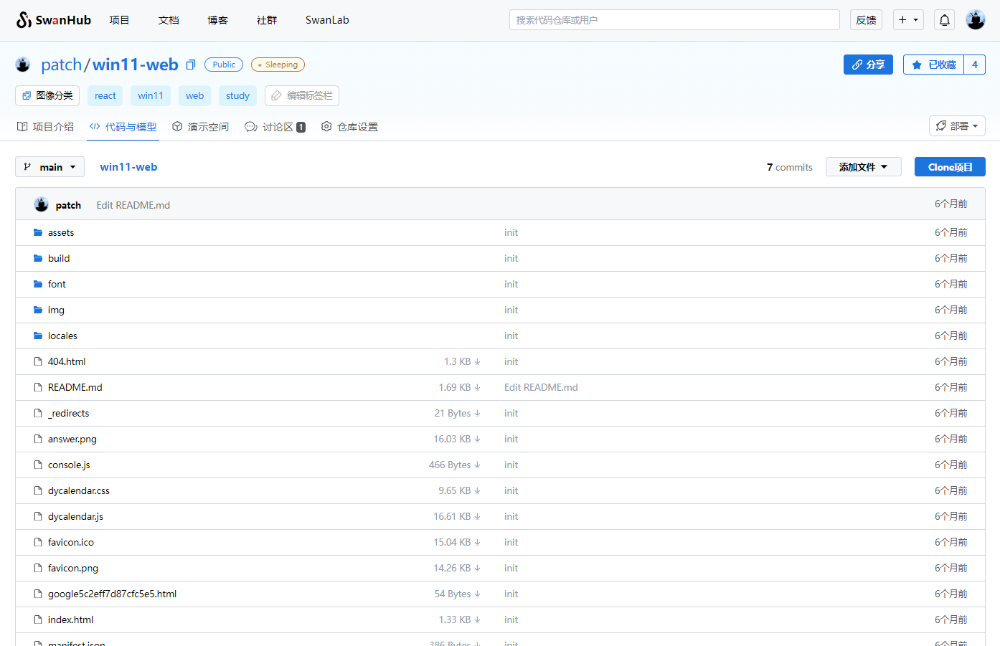 SwanHub 项目 文档 博客 社群 SwanLab 搜索代码仓库或用户 反馈
patch/win11-web Public Sleeping 分享 已收藏 4
图像分类 react win11 web study 编辑标签栏
项目介绍 代码与模型 演示空间 讨论区 1 仓库设置 部署
main win11-web 7 commits 添加文件 Clone项目
patch Edit README.md 6个月前
assets init 6个月前
build init 6个月前
font init 6个月前
img init 6个月前
locales init 6个月前
404.html 1.3 KB init 6个月前
README.md 1.69 KB Edit README.md 6个月前
_redirects 21 Bytes init 6个月前
answer.png 16.03 KB init 6个月前
console.js 466 Bytes init 6个月前
dycalendar.css 9.65 KB init 6个月前
dycalendar.js 16.61 KB init 6个月前
favicon.ico 15.04 KB init 6个月前
favicon.png 14.26 KB init 6个月前
google5c2eff7d87cfc5e5.html 54 Bytes init 6个月前
index.html 1.33 KB init 6个月前
manifest.json 386 Bytes init 6个月前